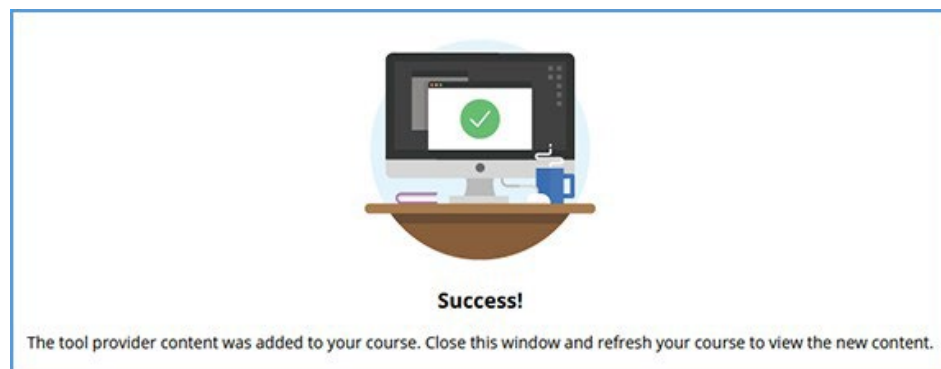 Success!
The tool provider content was added to your course. Close this window and refresh your course to view the new content.